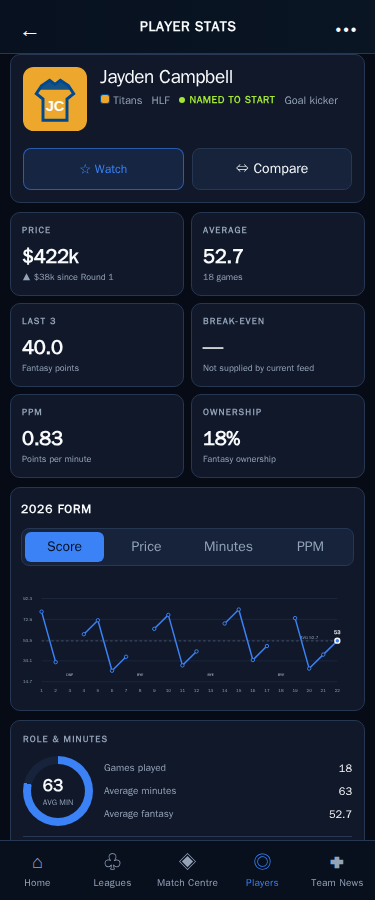 PLAYER STATS
Jayden Campbell
JC
Titans HLF NAMED TO START Goal kicker
☆ Watch
⇔ Compare
PRICE
$422k
▲ $38k since Round 1
AVERAGE
52.7
18 games
LAST 3
40.0
Fantasy points
BREAK-EVEN
—
Not supplied by current feed
PPM
0.83
Points per minute
OWNERSHIP
18%
Fantasy ownership
2026 FORM
Score Price Minutes PPM
53
1 2 3 4 5 6 7 8 9 10 11 12 13 14 15 16 17 18 19 20 21 22
ROLE & MINUTES
63
AVG MIN
Games played 18
Average minutes 63
Average fantasy 52.7
Home Leagues Match Centre Players Team News